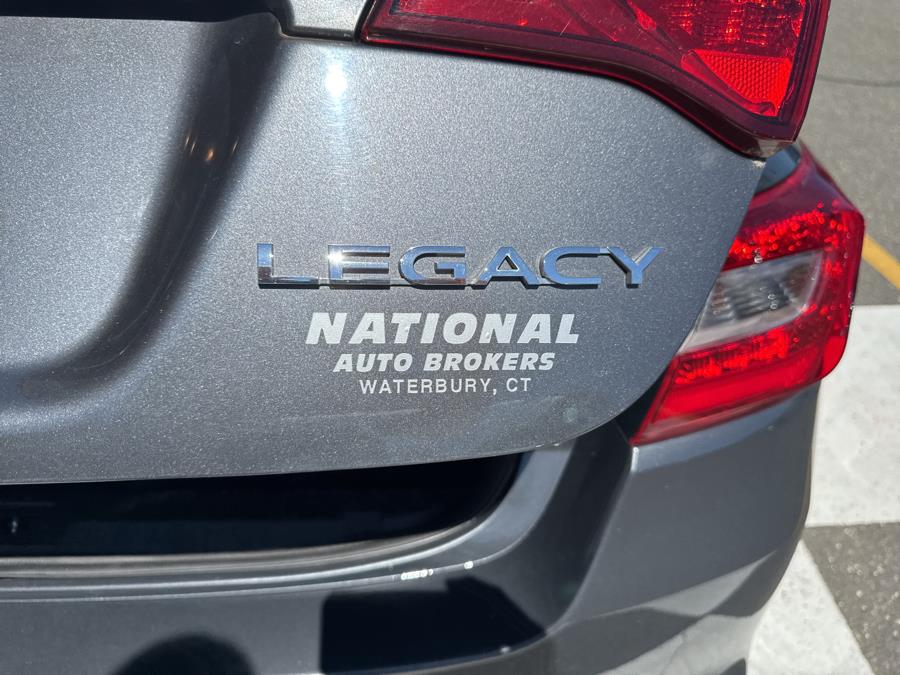 LEGACY
NATIONAL
AUTO BROKERS
WATERBURY, CT